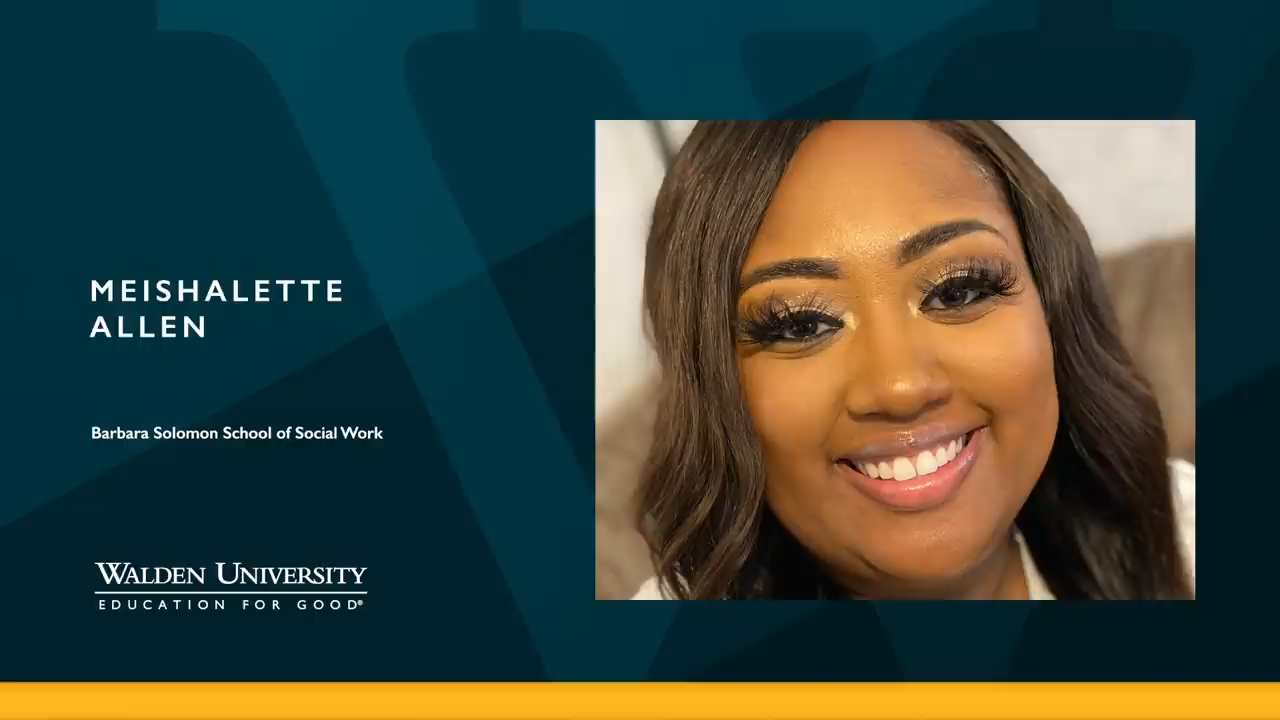 MEISHALETTE
ALLEN
Barbara Solomon School of Social Work
WALDEN UNIVERSITY
EDUCATION FOR GOOD®